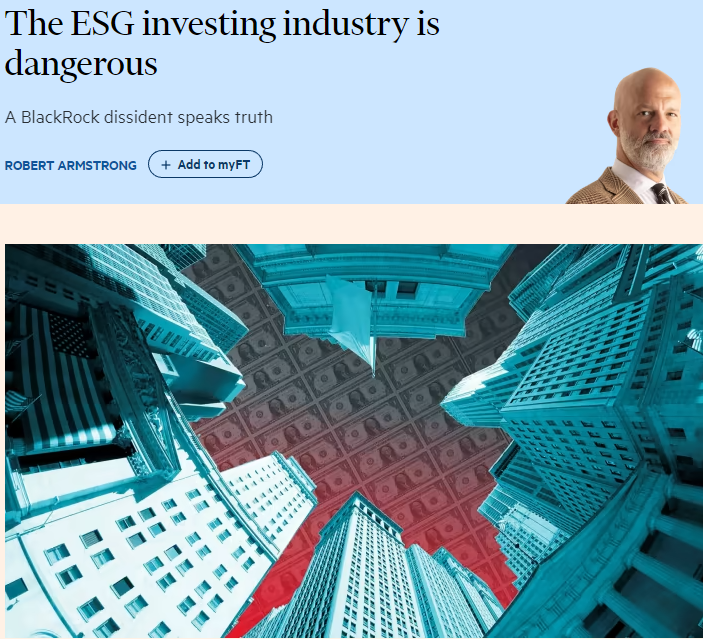 The ESG investing industry is
dangerous
A BlackRock dissident speaks truth
ROBERT ARMSTRONG
+ Add to myFT